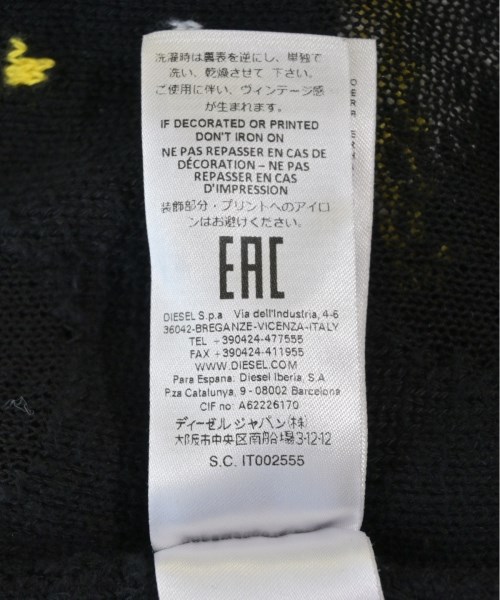 洗濯時は裏表を逆にし、単独で
洗い、乾燥させて 下さい。
ご使用に伴い、ヴィンテージ感
が生まれます。
IF DECORATED OR PRINTED
DON'T IRON ON
NE PAS REPASSER EN CAS DE
DÉCORATION – NE PAS
REPASSER EN CAS
D'IMPRESSION
装飾部分・プリントへのアイロ
ンはお避けください。
EAC
DIESEL S.p.a Via dell'Industria, 4-6
36042-BREGANZE-VICENZA-ITALY
TEL +390424-477555
FAX +390424-411955
WWW.DIESEL.COM
Para Espana: Diesel Iberia, S.A
P.za Catalunya, 9 - 08002 Barcelona
CIF no: A62226170
ディーゼルジャパン(株)
大阪市中央区南船場3-12-12
S.C. IT002555